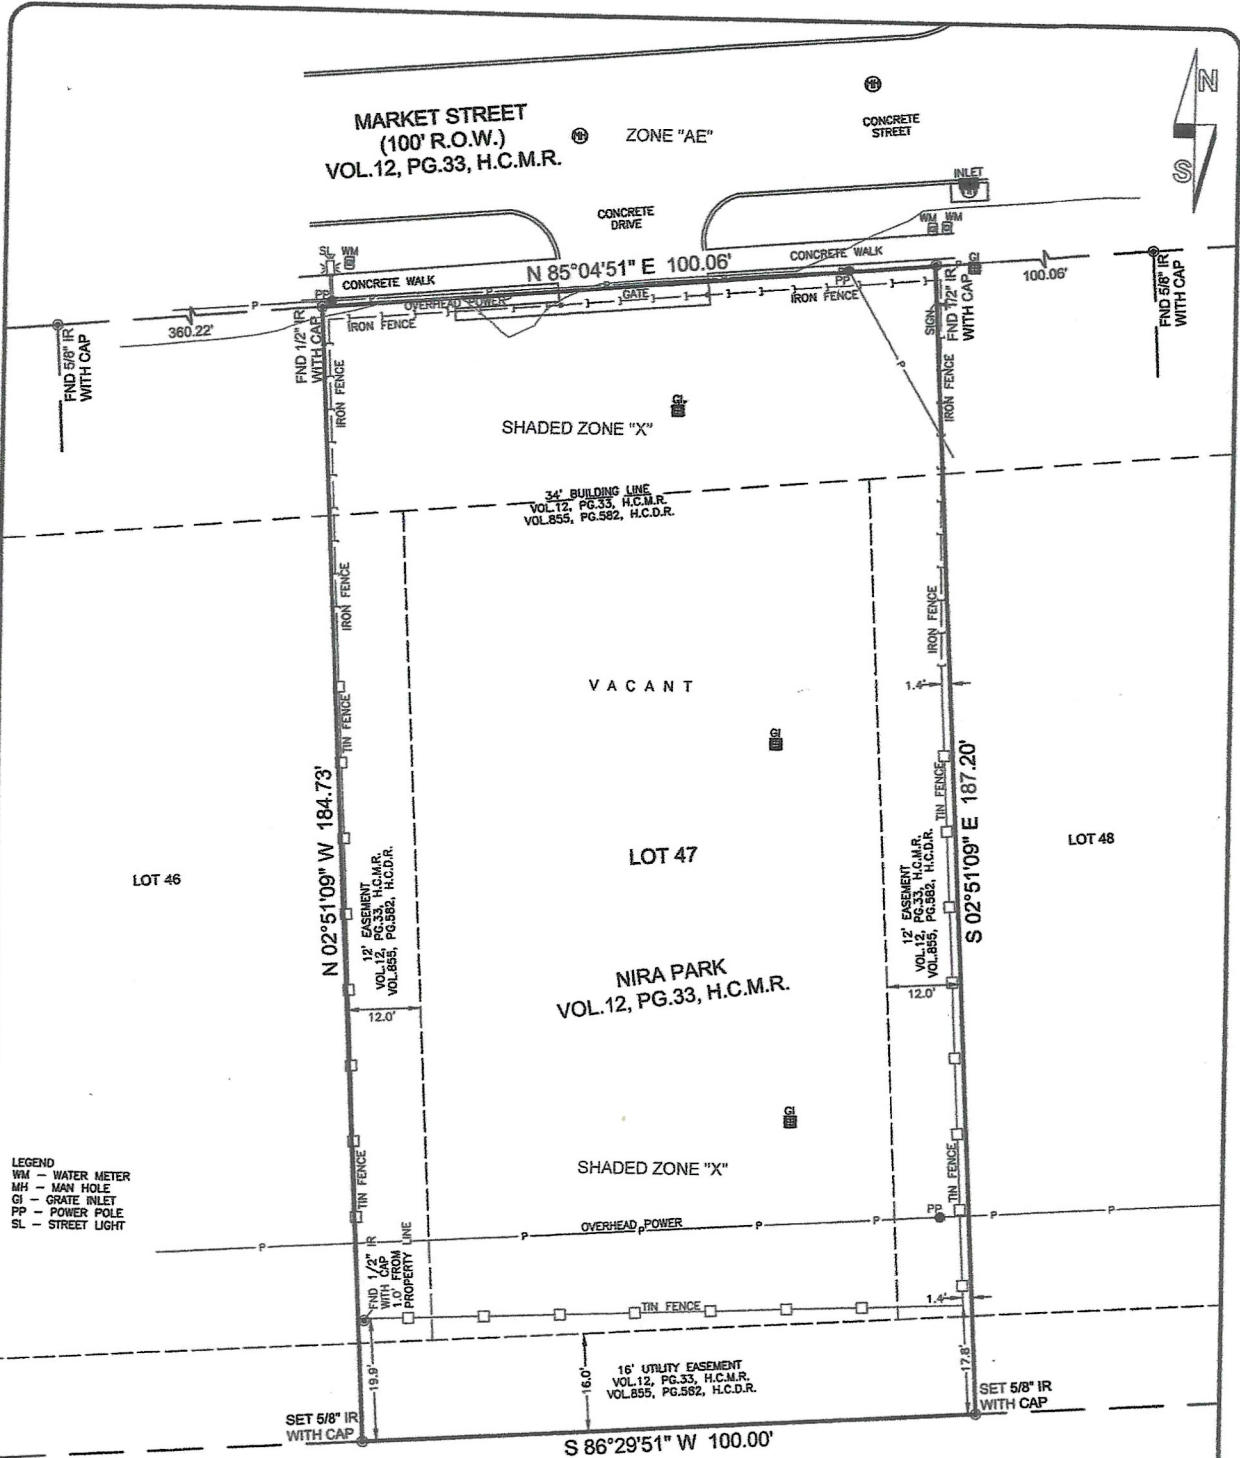 N
S
MARKET STREET
(100' R.O.W.)
VOL.12, PG.33, H.C.M.R.
MH
ZONE "AE"
MH
CONCRETE
STREET
INLET
CONCRETE
DRIVE
WM WM
SL WM
CONCRETE WALK
N 85°04'51" E 100.06'
CONCRETE WALK
GI
100.06'
PP
PP
P
P
P
P
P
OVERHEAD POWER
GATE
IRON FENCE
IRON FENCE
360.22'
FND 5/8" IR
WITH CAP
FND 1/2" IR
WITH CAP
SIGN
FND 1/2" IR
WITH CAP
FND 5/8" IR
WITH CAP
IRON FENCE
IRON FENCE
P
GI
SHADED ZONE "X"
34' BUILDING LINE
VOL.12, PG.33, H.C.M.R.
VOL.855, PG.582, H.C.D.R.
IRON FENCE
IRON FENCE
VACANT
1.4'
TIN FENCE
GI
TIN FENCE
N 02°51'09" W 184.73'
S 02°51'09" E 187.20'
LOT 46
LOT 47
LOT 48
12' EASEMENT
VOL.12, PG.33, H.C.M.R.
VOL.855, PG.582, H.C.D.R.
12' EASEMENT
VOL.12, PG.33, H.C.M.R.
VOL.855, PG.582, H.C.D.R.
NIRA PARK
VOL.12, PG.33, H.C.M.R.
12.0'
12.0'
GI
LEGEND
WM - WATER METER
MH - MAN HOLE
GI - GRATE INLET
PP - POWER POLE
SL - STREET LIGHT
TIN FENCE
SHADED ZONE "X"
TIN FENCE
P
P
OVERHEAD POWER
P
P
P
PP
P
P
FND 1/2" IR
WITH CAP
1.0' FROM
PROPERTY LINE
TIN FENCE
1.4'
19.9'
16.0'
16' UTILITY EASEMENT
VOL.12, PG.33, H.C.M.R.
VOL.855, PG.582, H.C.D.R.
17.8'
SET 5/8" IR
WITH CAP
SET 5/8" IR
WITH CAP
S 86°29'51" W 100.00'